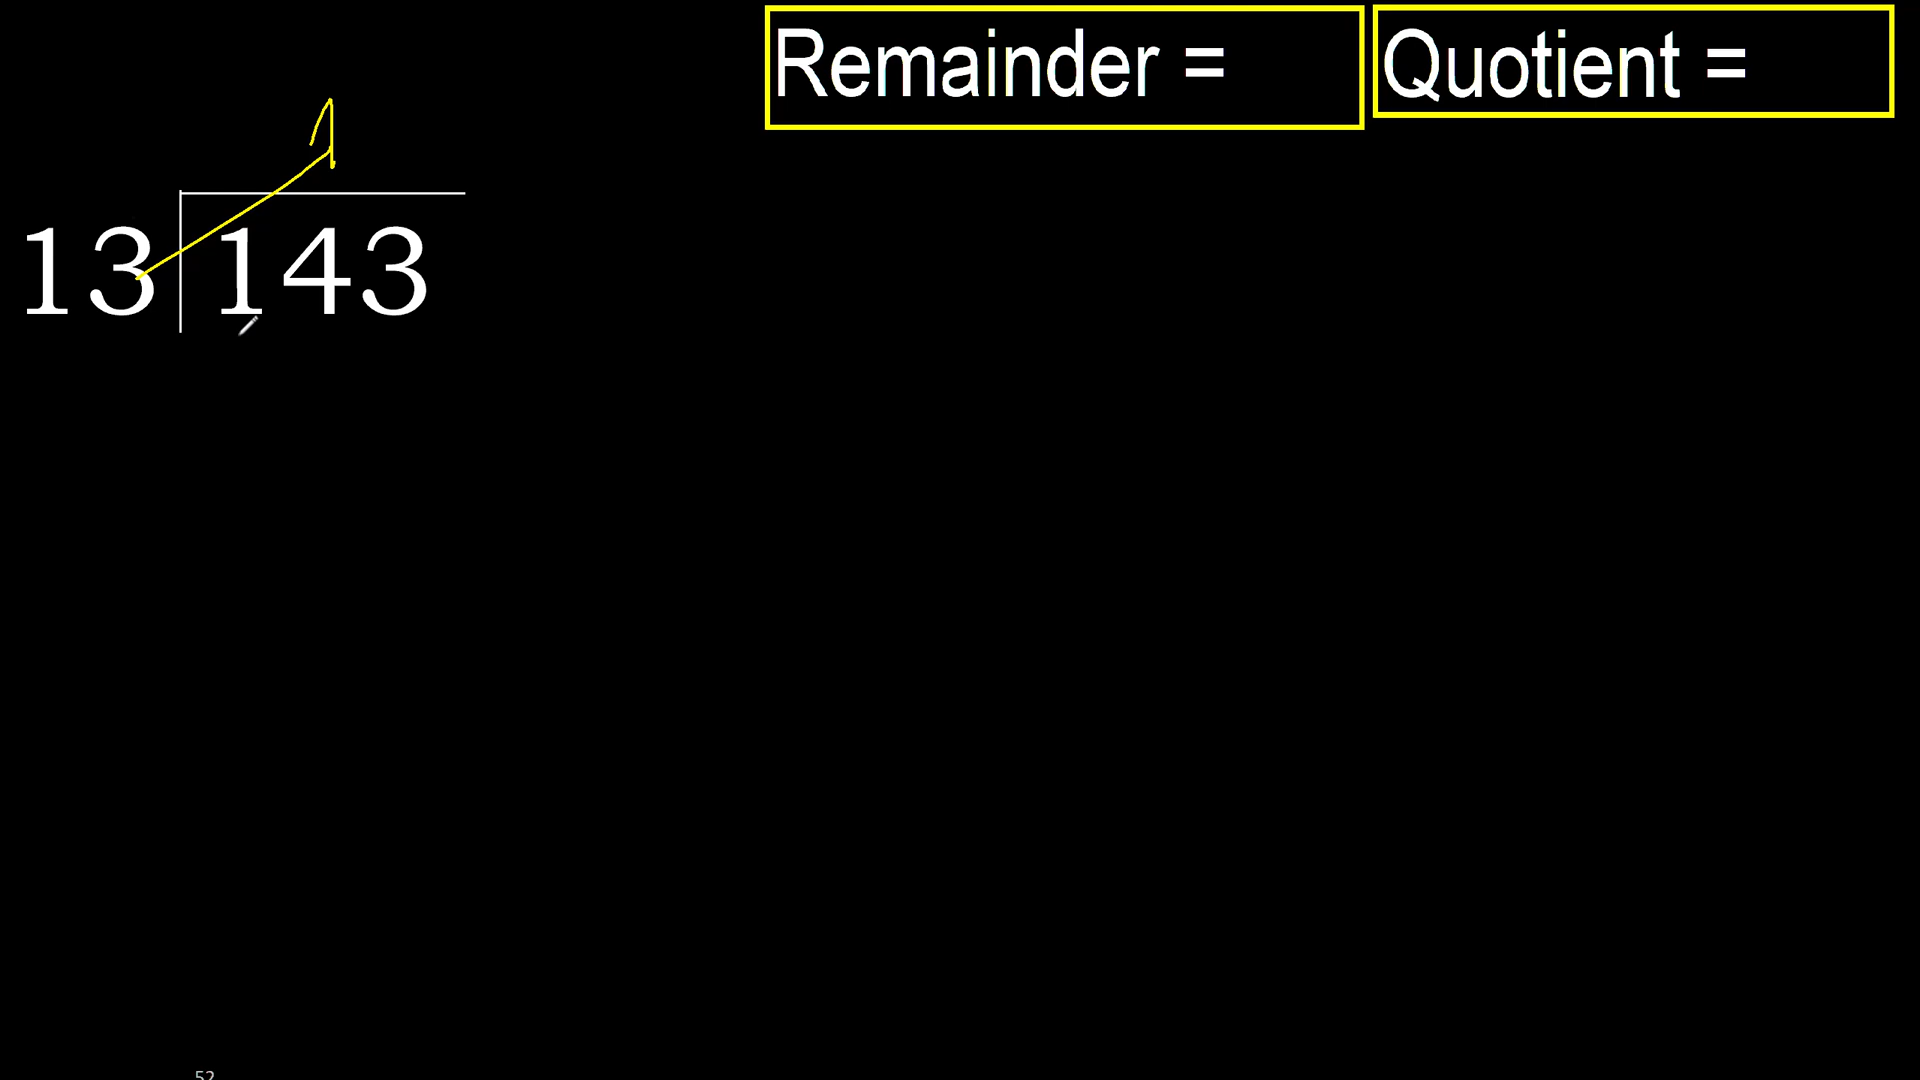 Remainder = Quotient =
1
13 143
52